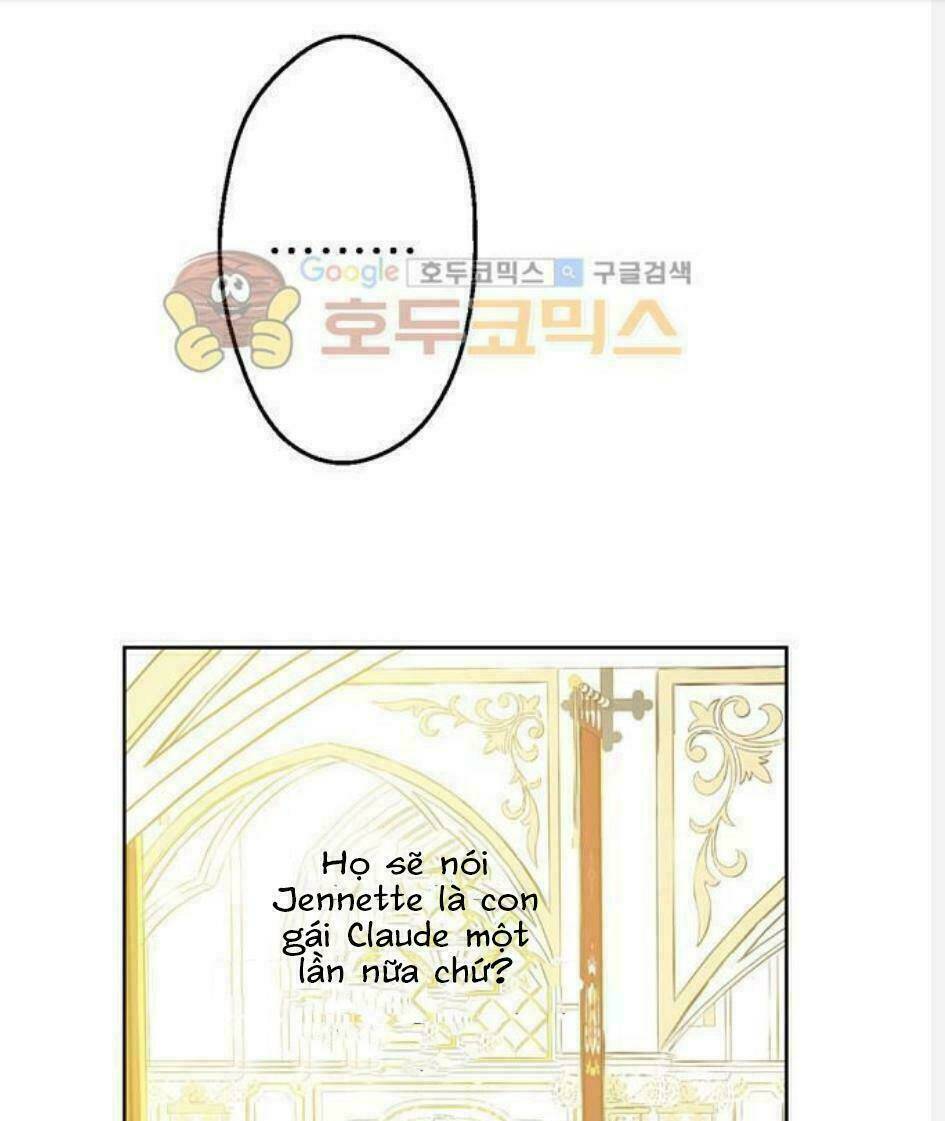 .........
Google 호두코믹스 구글검색
호두코믹스
Họ sẽ nói
Jennette là con
gái Claude một
lần nữa chứ?